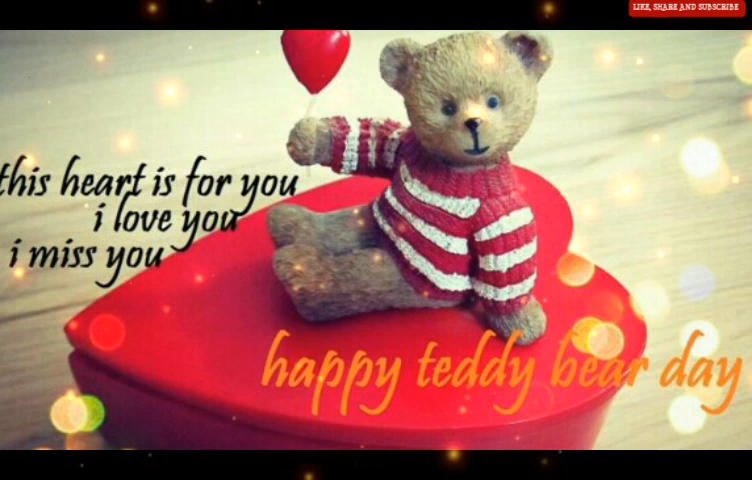 LIKE, SHARE AND SUBSCRIBE
this heart is for you
i love you
i miss you
happy teddy bear day